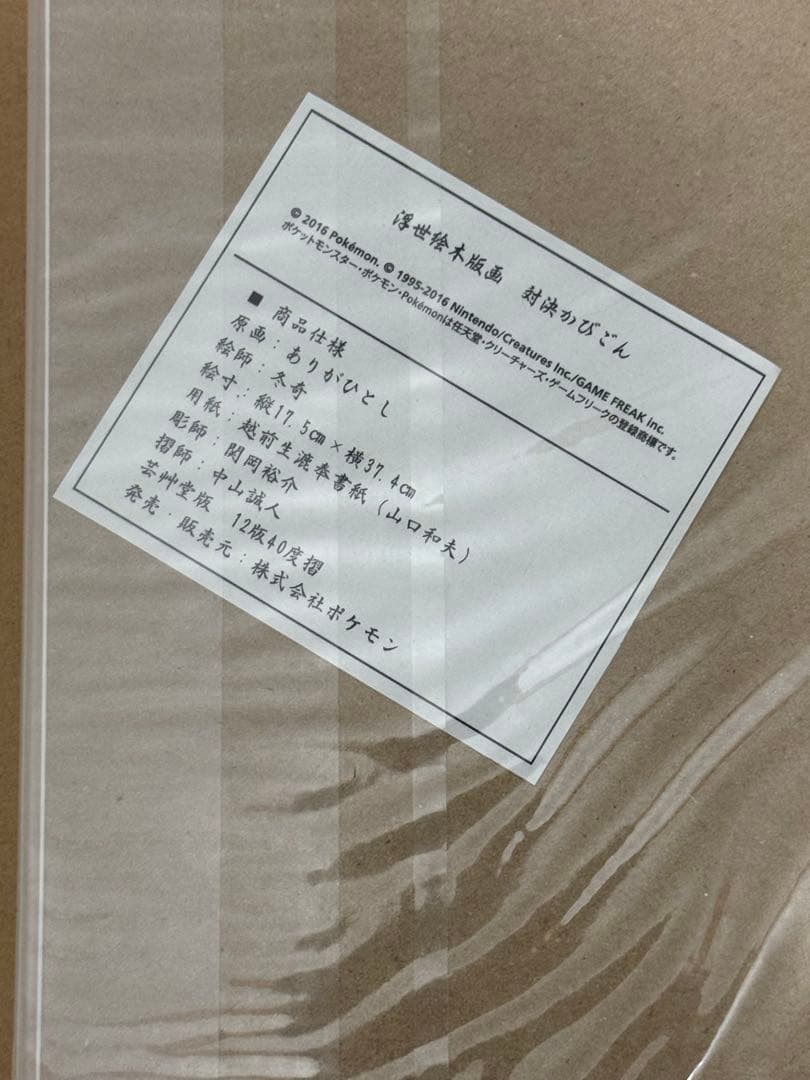 浮世絵木版画　対決かびごん
© 2016 Pokémon. © 1995-2016 Nintendo/Creatures Inc./GAME FREAK inc.
ポケットモンスター・ポケモン・Pokémonは任天堂・クリーチャーズ・ゲームフリークの登録商標です。
■ 商品仕様
原画：ありがひとし
絵師：冬奇
絵寸：縦17.5㎝×横37.4㎝
用紙：越前生漉奉書紙（山口和夫）
彫師：関岡裕介
摺師：中山誠人
芸艸堂版　12版40度摺
発売・販売元：株式会社ポケモン